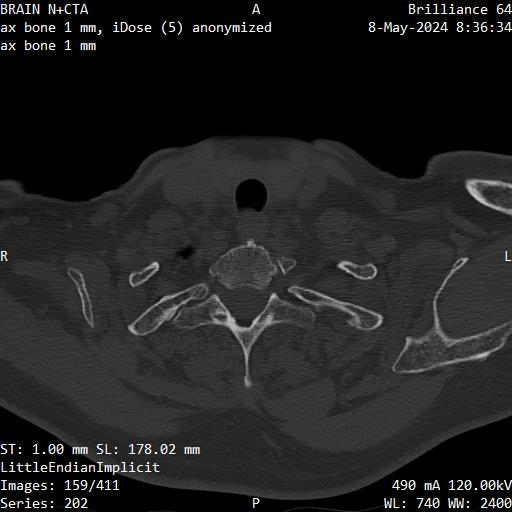 BRAIN N+CTA
A
Brilliance 64
ax bone 1 mm, iDose (5) anonymized
8-May-2024 8:36:34
ax bone 1 mm
R
L
ST: 1.00 mm SL: 178.02 mm
LittleEndianImplicit
Images: 159/411
490 mA 120.00kV
Series: 202
P
WL: 740 WW: 2400